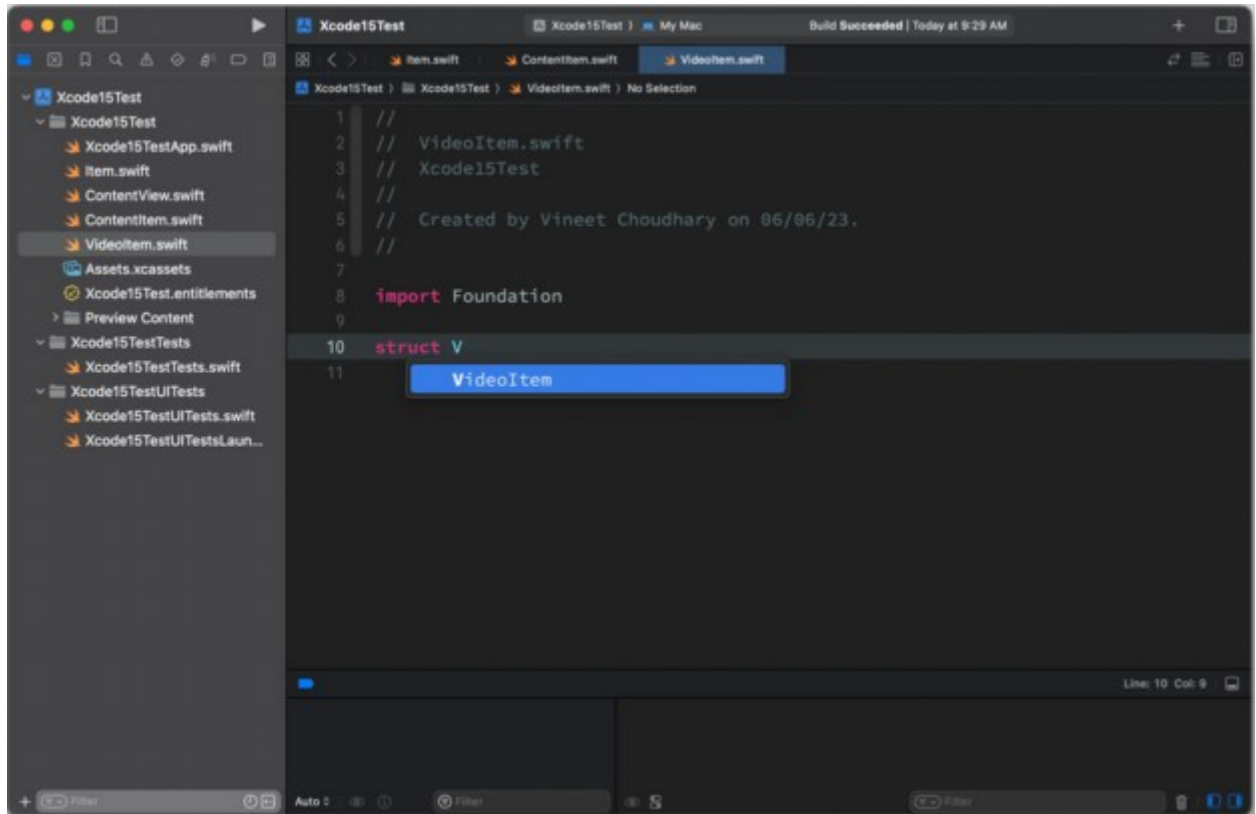 Xcode15Test
Xcode15Test ⟩ My Mac
Build Succeeded | Today at 9:29 AM
Item.swift
ContentItem.swift
VideoItem.swift
Xcode15Test ⟩ Xcode15Test ⟩ VideoItem.swift ⟩ No Selection
Xcode15Test
Xcode15Test
Xcode15TestApp.swift
Item.swift
ContentView.swift
ContentItem.swift
VideoItem.swift
Assets.xcassets
Xcode15Test.entitlements
Preview Content
Xcode15TestTests
Xcode15TestTests.swift
Xcode15TestUITests
Xcode15TestUITests.swift
Xcode15TestUITestsLaun...
1 //
2 // VideoItem.swift
3 // Xcode15Test
4 //
5 // Created by Vineet Choudhary on 06/06/23.
6 //
7
8 import Foundation
9
10 struct V
11
VideoItem
Line: 10 Col: 9
Filter
Auto
Filter
Filter